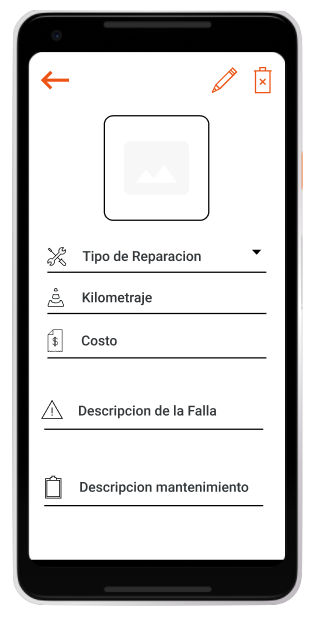 Tipo de Reparacion
Kilometraje
$
Costo
Descripcion de la Falla
Descripcion mantenimiento